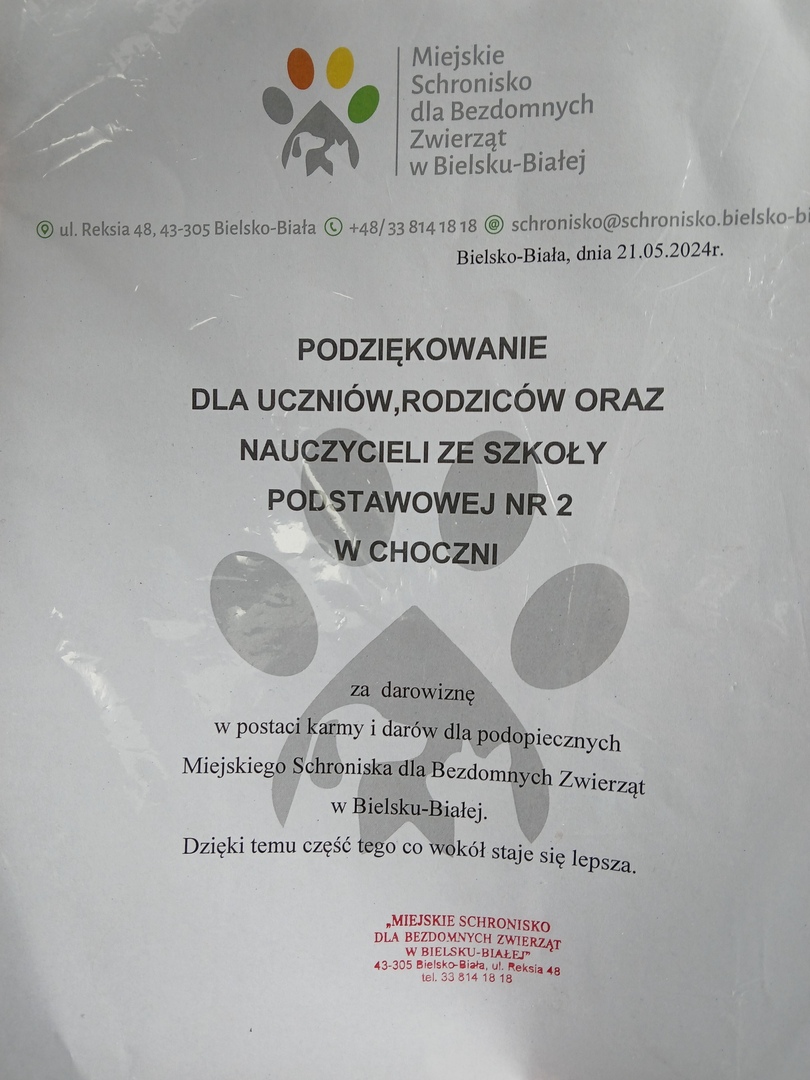 Miejskie
Schronisko
dla Bezdomnych
Zwierząt
w Bielsku-Białej
ul. Reksia 48, 43-305 Bielsko-Biała +48/ 33 814 18 18 schronisko@schronisko.bielsko-bi
Bielsko-Biała, dnia 21.05.2024r.
PODZIĘKOWANIE
DLA UCZNIÓW,RODZICÓW ORAZ
NAUCZYCIELI ZE SZKOŁY
PODSTAWOWEJ NR 2
W CHOCZNI
za darowiznę
w postaci karmy i darów dla podopiecznych
Miejskiego Schroniska dla Bezdomnych Zwierząt
w Bielsku-Białej.
Dzięki temu część tego co wokół staje się lepsza.
„MIEJSKIE SCHRONISKO
DLA BEZDOMNYCH ZWIERZĄT
W BIELSKU-BIAŁEJ"
43-305 Bielsko-Biała, ul. Reksia 48
tel. 33 814 18 18